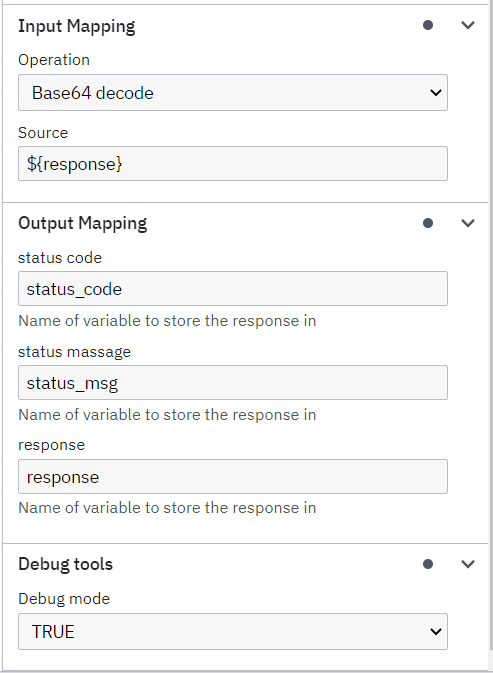 Input Mapping
Operation
Base64 decode
Source
${response}
Output Mapping
status code
status_code
Name of variable to store the response in
status massage
status_msg
Name of variable to store the response in
response
response
Name of variable to store the response in
Debug tools
Debug mode
TRUE